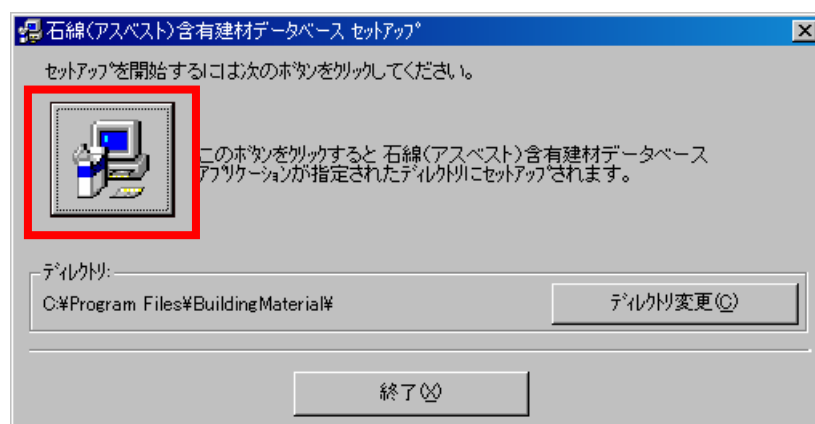 石綿(アスベスト)含有建材データベース ｾｯﾄｱｯﾌﾟ
ｾｯﾄｱｯﾌﾟを開始するには次のﾎﾞﾀﾝをｸﾘｯｸしてください。
このﾎﾞﾀﾝをｸﾘｯｸすると 石綿(アスベスト)含有建材データベース
ｱﾌﾟﾘｹｰｼｮﾝが指定されたﾃﾞｨﾚｸﾄﾘにｾｯﾄｱｯﾌﾟされます。
ﾃﾞｨﾚｸﾄﾘ:
C:¥Program Files¥BuildingMaterial¥
ﾃﾞｨﾚｸﾄﾘ変更(C)
終了(X)